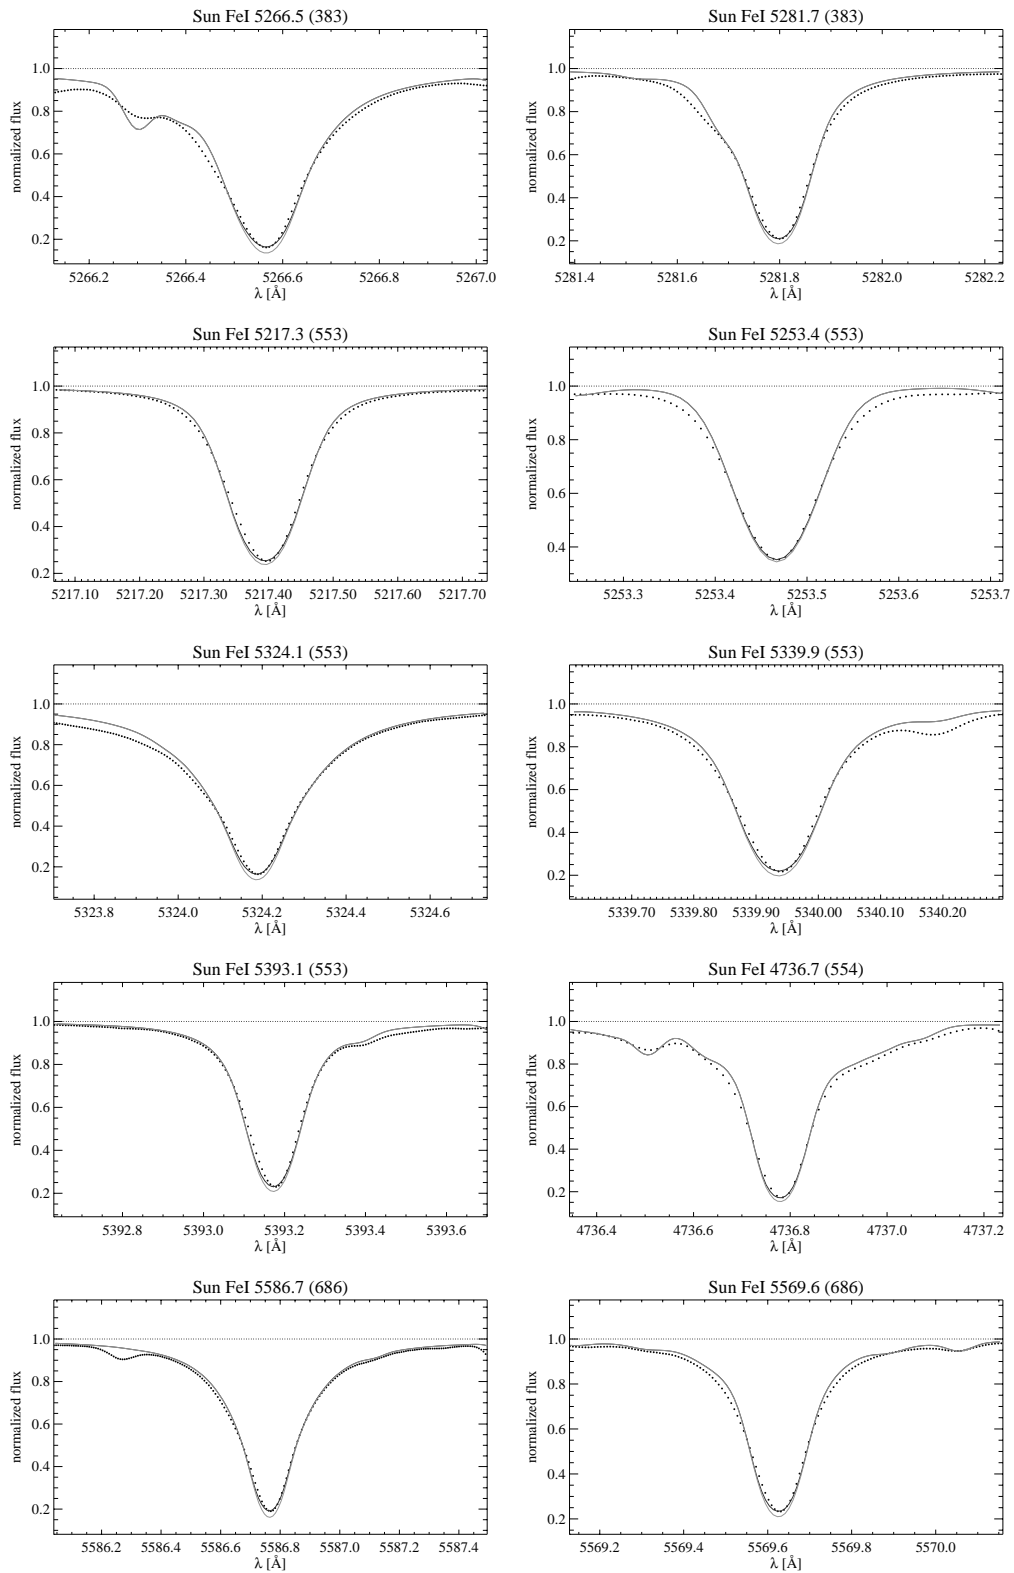 Sun FeI 5266.5 (383)
normalized flux
1.0
0.8
0.6
0.4
0.2
5266.2 5266.4 5266.6 5266.8 5267.0
λ [Å]
Sun FeI 5281.7 (383)
normalized flux
1.0
0.8
0.6
0.4
0.2
5281.4 5281.6 5281.8 5282.0 5282.2
λ [Å]
Sun FeI 5217.3 (553)
normalized flux
1.0
0.8
0.6
0.4
0.2
5217.10 5217.20 5217.30 5217.40 5217.50 5217.60 5217.70
λ [Å]
Sun FeI 5253.4 (553)
normalized flux
1.0
0.8
0.6
0.4
5253.3 5253.4 5253.5 5253.6 5253.7
λ [Å]
Sun FeI 5324.1 (553)
normalized flux
1.0
0.8
0.6
0.4
0.2
5323.8 5324.0 5324.2 5324.4 5324.6
λ [Å]
Sun FeI 5339.9 (553)
normalized flux
1.0
0.8
0.6
0.4
0.2
5339.70 5339.80 5339.90 5340.00 5340.10 5340.20
λ [Å]
Sun FeI 5393.1 (553)
normalized flux
1.0
0.8
0.6
0.4
0.2
5392.8 5393.0 5393.2 5393.4 5393.6
λ [Å]
Sun FeI 4736.7 (554)
normalized flux
1.0
0.8
0.6
0.4
0.2
4736.4 4736.6 4736.8 4737.0 4737.2
λ [Å]
Sun FeI 5586.7 (686)
normalized flux
1.0
0.8
0.6
0.4
0.2
5586.2 5586.4 5586.6 5586.8 5587.0 5587.2 5587.4
λ [Å]
Sun FeI 5569.6 (686)
normalized flux
1.0
0.8
0.6
0.4
0.2
5569.2 5569.4 5569.6 5569.8 5570.0
λ [Å]